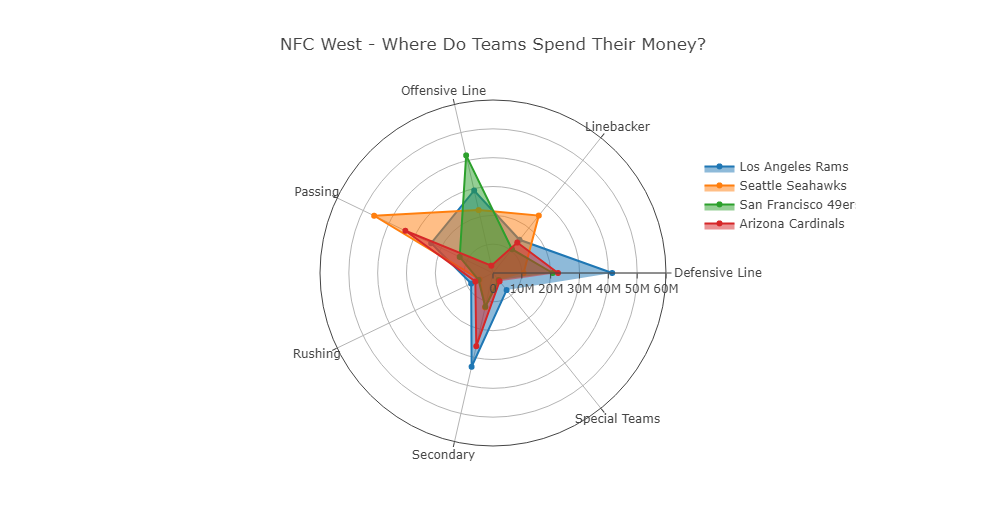 NFC West - Where Do Teams Spend Their Money?
Offensive Line
Linebacker
Passing
Defensive Line
0 10M 20M 30M 40M 50M 60M
Rushing
Special Teams
Secondary
Los Angeles Rams
Seattle Seahawks
San Francisco 49er
Arizona Cardinals